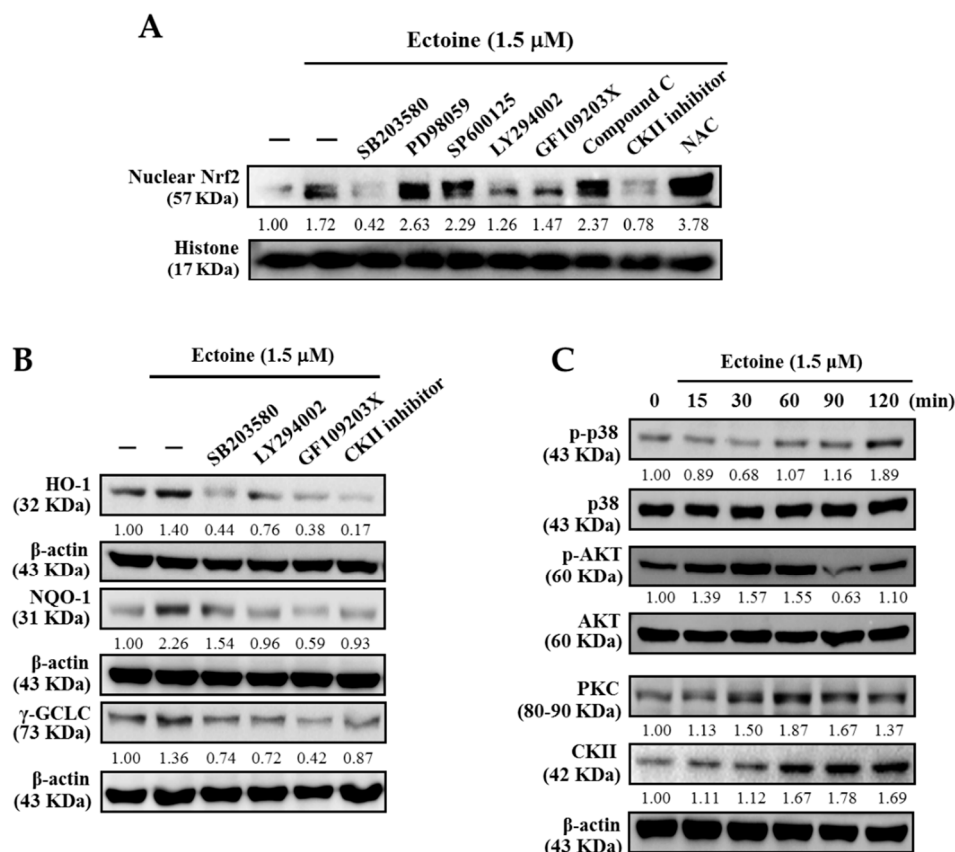 A
Ectoine (1.5 μM)
— — SB203580 PD98059 SP600125 LY294002 GF109203X Compound C CKII inhibitor NAC
Nuclear Nrf2
(57 KDa)
1.00 1.72 0.42 2.63 2.29 1.26 1.47 2.37 0.78 3.78
Histone
(17 KDa)
B
Ectoine (1.5 μM)
— — SB203580 LY294002 GF109203X CKII inhibitor
HO-1
(32 KDa)
1.00 1.40 0.44 0.76 0.38 0.17
β-actin
(43 KDa)
NQO-1
(31 KDa)
1.00 2.26 1.54 0.96 0.59 0.93
β-actin
(43 KDa)
γ-GCLC
(73 KDa)
1.00 1.36 0.74 0.72 0.42 0.87
β-actin
(43 KDa)
C
Ectoine (1.5 μM)
0 15 30 60 90 120 (min)
p-p38
(43 KDa)
1.00 0.89 0.68 1.07 1.16 1.89
p38
(43 KDa)
p-AKT
(60 KDa)
1.00 1.39 1.57 1.55 0.63 1.10
AKT
(60 KDa)
PKC
(80-90 KDa)
1.00 1.13 1.50 1.87 1.67 1.37
CKII
(42 KDa)
1.00 1.11 1.12 1.67 1.78 1.69
β-actin
(43 KDa)